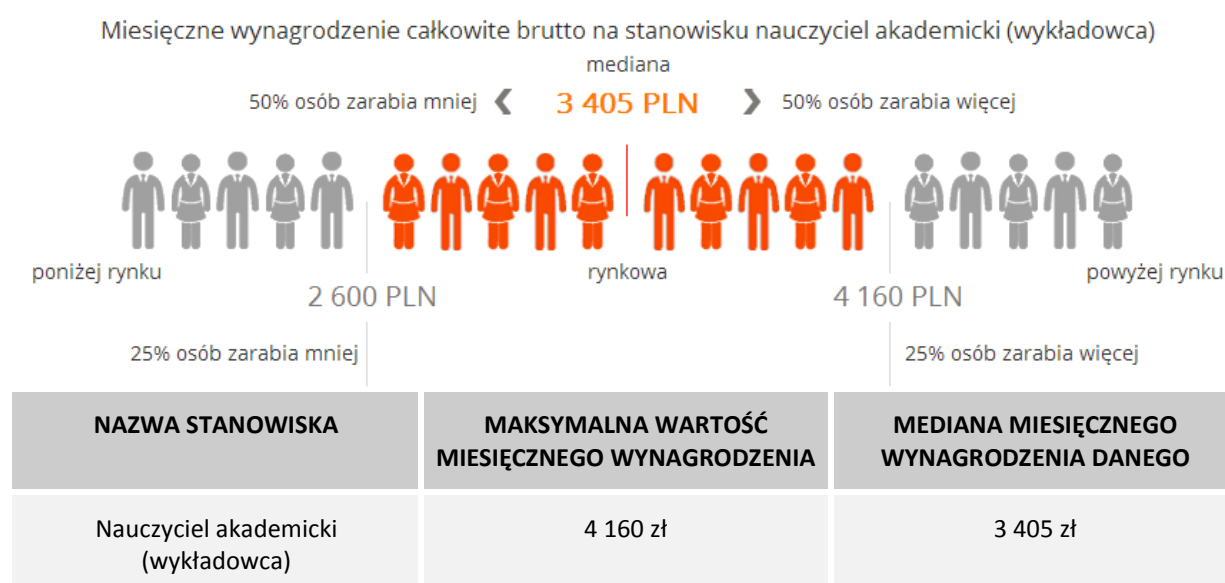 Miesięczne wynagrodzenie całkowite brutto na stanowisku nauczyciel akademicki (wykładowca)
mediana
50% osób zarabia mniej 3 405 PLN 50% osób zarabia więcej
poniżej rynku rynkowa powyżej rynku
2 600 PLN 4 160 PLN
25% osób zarabia mniej 25% osób zarabia więcej
NAZWA STANOWISKA
MAKSYMALNA WARTOŚĆ
MIESIĘCZNEGO WYNAGRODZENIA
MEDIANA MIESIĘCZNEGO
WYNAGRODZENIA DANEGO
Nauczyciel akademicki
(wykładowca)
4 160 zł
3 405 zł